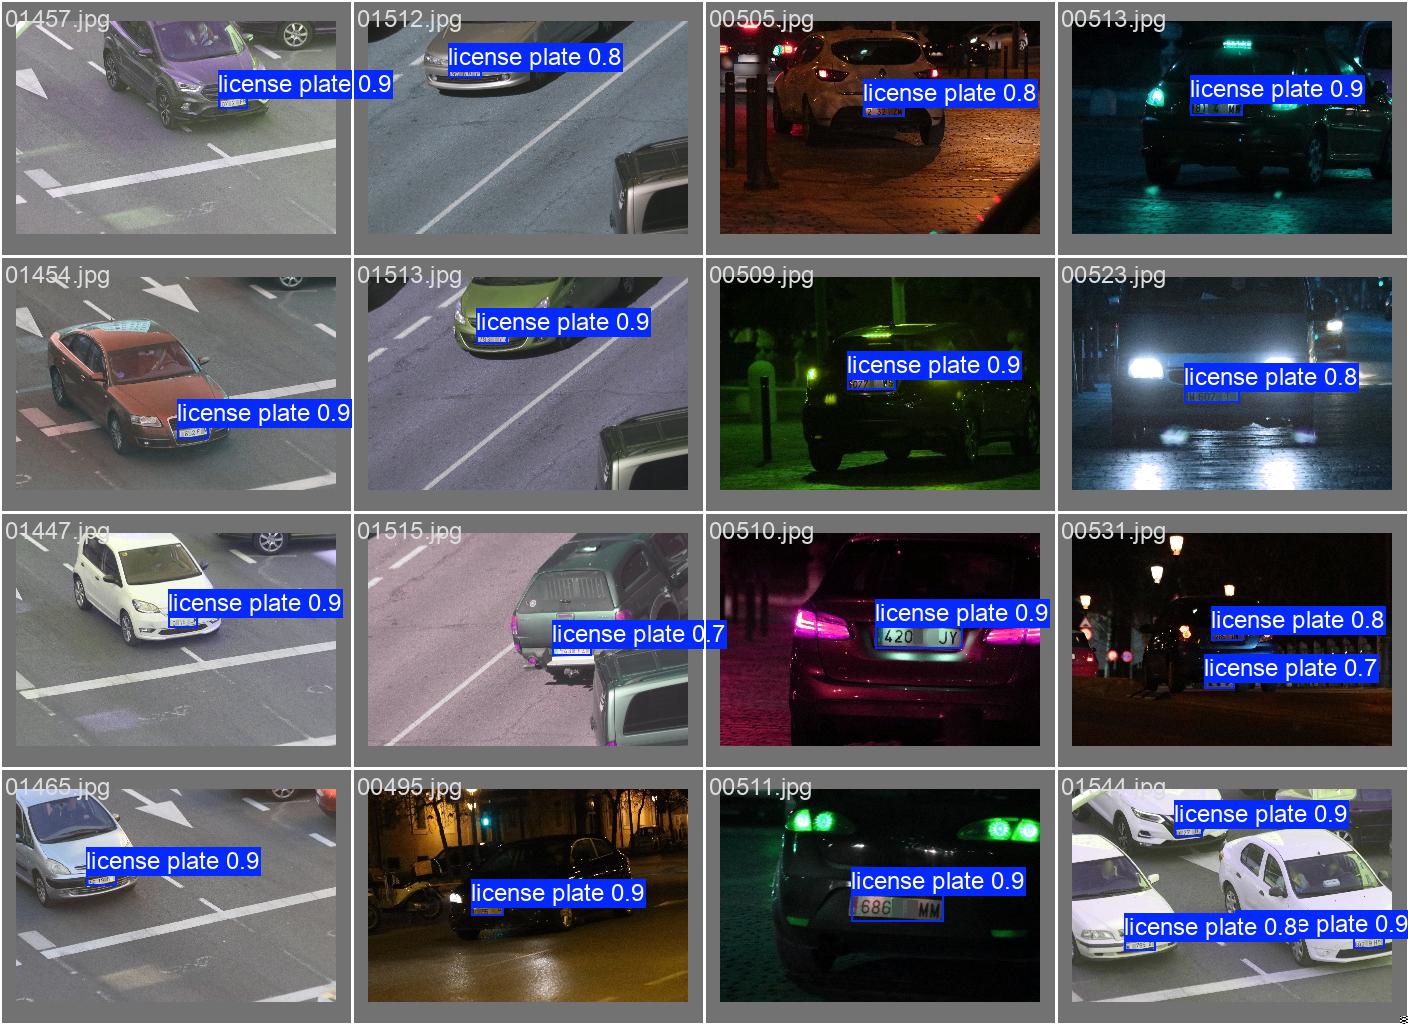 01457.jpg
license plate 0.9
01512.jpg
license plate 0.8
00505.jpg
license plate 0.8
00513.jpg
license plate 0.9
01454.jpg
license plate 0.9
01513.jpg
license plate 0.9
00509.jpg
license plate 0.9
00523.jpg
license plate 0.8
01447.jpg
license plate 0.9
01515.jpg
license plate 0.7
00510.jpg
license plate 0.9
420 JY
00531.jpg
license plate 0.8
license plate 0.7
01465.jpg
license plate 0.9
00495.jpg
license plate 0.9
00511.jpg
license plate 0.9
686 MM
01544.jpg
license plate 0.9
license plate 0.8
e plate 0.9